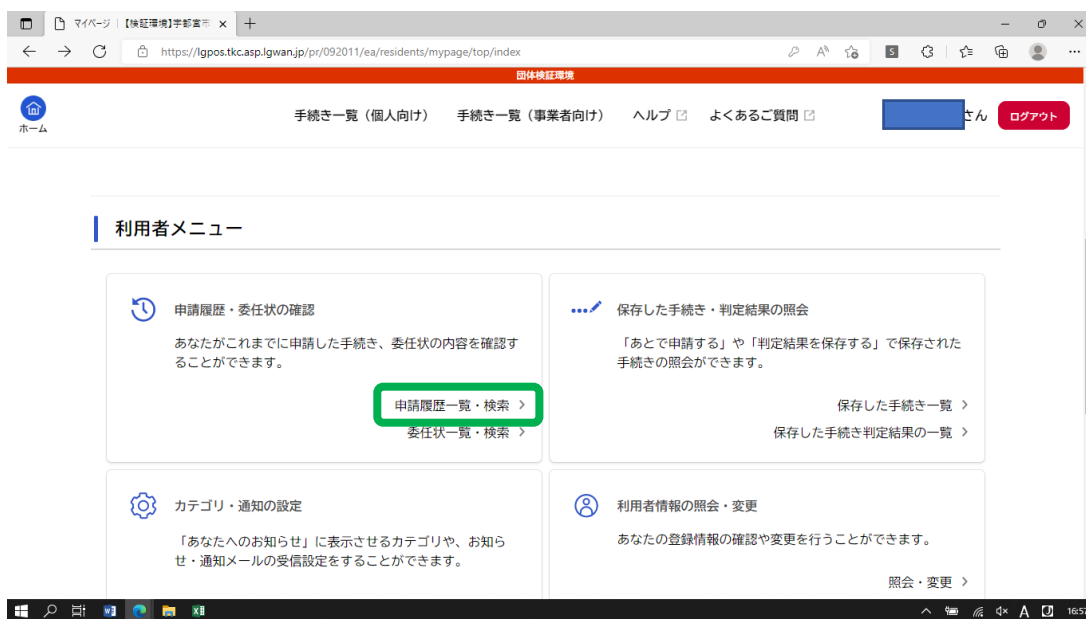 マイページ | 【検証環境】宇都宮市
https://lgpos.tkc.asp.lgwan.jp/pr/092011/ea/residents/mypage/top/index
団体検証環境
ホーム
手続き一覧（個人向け）
手続き一覧（事業者向け）
ヘルプ
よくあるご質問
さん
ログアウト
利用者メニュー
申請履歴・委任状の確認
あなたがこれまでに申請した手続き、委任状の内容を確認す
ることができます。
申請履歴一覧・検索
委任状一覧・検索
保存した手続き・判定結果の照会
「あとで申請する」や「判定結果を保存する」で保存された
手続きの照会ができます。
保存した手続き一覧
保存した手続き判定結果の一覧
カテゴリ・通知の設定
「あなたへのお知らせ」に表示させるカテゴリや、お知ら
せ・通知メールの受信設定をすることができます。
利用者情報の照会・変更
あなたの登録情報の確認や変更を行うことができます。
照会・変更
A
16:57